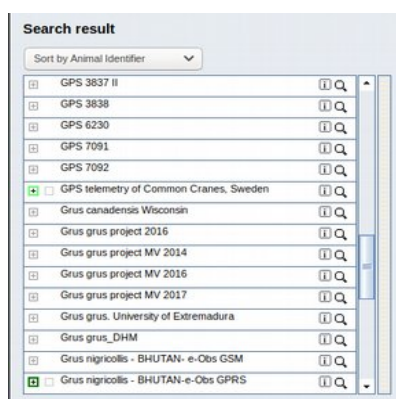 Search result
Sort by Animal Identifier
GPS 3837 II
GPS 3838
GPS 6230
GPS 7091
GPS 7092
GPS telemetry of Common Cranes, Sweden
Grus canadensis Wisconsin
Grus grus project 2016
Grus grus project MV 2014
Grus grus project MV 2016
Grus grus project MV 2017
Grus grus. University of Extremadura
Grus grus_DHM
Grus nigricollis - BHUTAN- e-Obs GSM
Grus nigricollis - BHUTAN-e-Obs GPRS